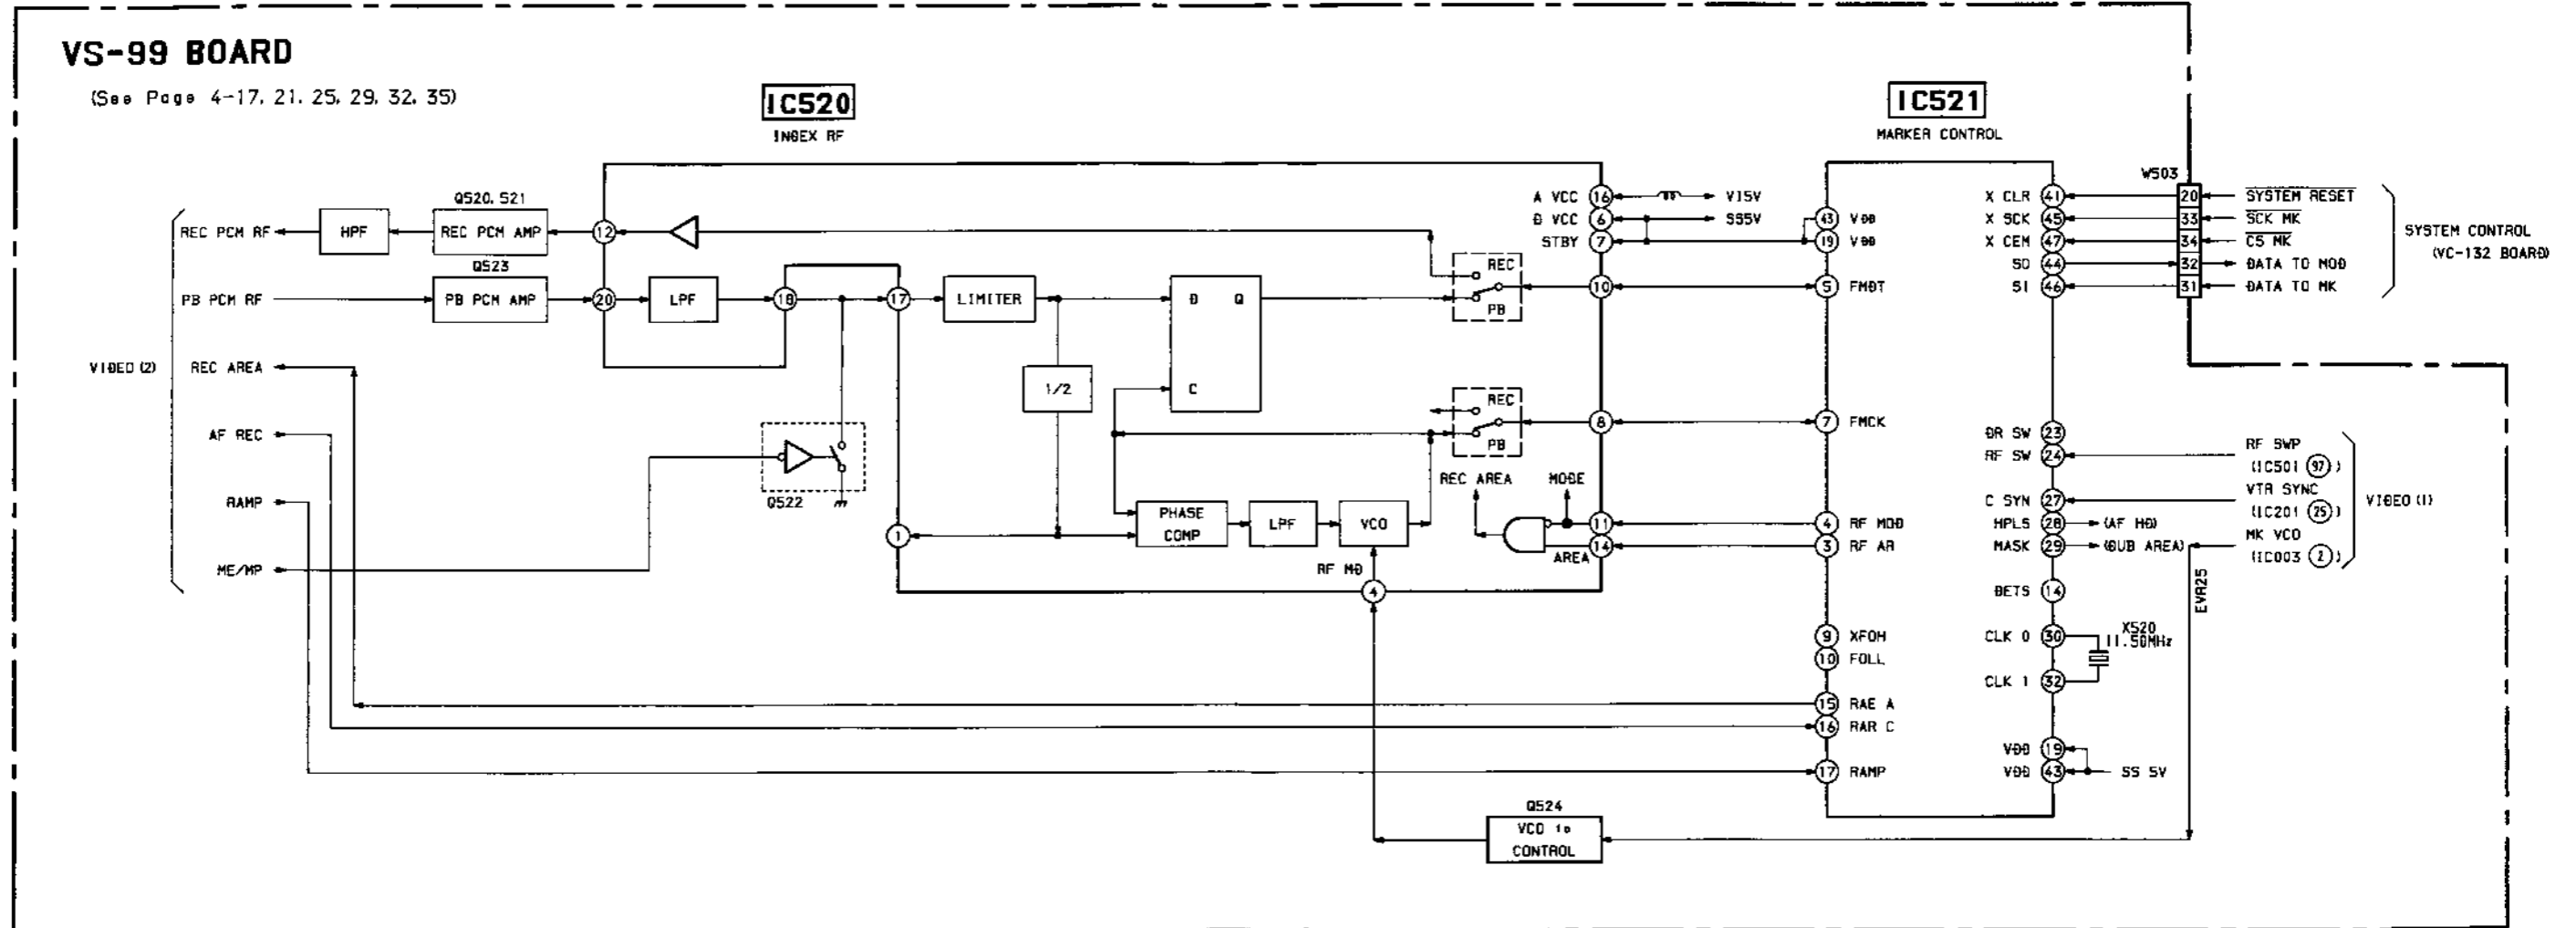 VS-99 BOARD
(See Page 4-17, 21, 25, 29, 32, 35)
IC520
INDEX RF
IC521
MARKER CONTROL
VIDEO (2)
REC PCM RF
HPF
Q520, 521
REC PCM AMP
12
PB PCM RF
Q523
PB PCM AMP
20
LPF
18
17
LIMITER
D Q
C
1/2
REC AREA
AF REC
RAMP
ME/MP
Q522
1
PHASE
COMP
LPF
VCO
RF MD
4
REC
PB
REC
PB
REC AREA
MODE
AREA
A VCC 16
V15V
D VCC 6
SS5V
STBY 7
10
8
11
14
43 VDD
19 VDD
5 FMDT
7 FMCK
4 RF MOD
3 RF AR
9 XFOH
10 FOLL
15 RAE A
16 RAR C
17 RAMP
X CLR 41
X SCK 45
X CEM 47
SO 44
SI 46
DR SW 23
RF SW 24
C SYN 27
HPLS 28 (AF HD)
MASK 29 (SUB AREA)
DETS 14
CLK O 30
CLK I 32
X520
11.50MHz
VDD 19
VDD 43
SS 5V
W503
20 SYSTEM RESET
33 SCK MK
34 CS MK
32 DATA TO MOD
31 DATA TO MK
SYSTEM CONTROL
(VC-132 BOARD)
RF SWP
(IC501 97)
VTR SYNC
(IC201 25)
MK VCO
(IC003 2)
VIDEO (1)
EVR25
Q524
VCO fo
CONTROL